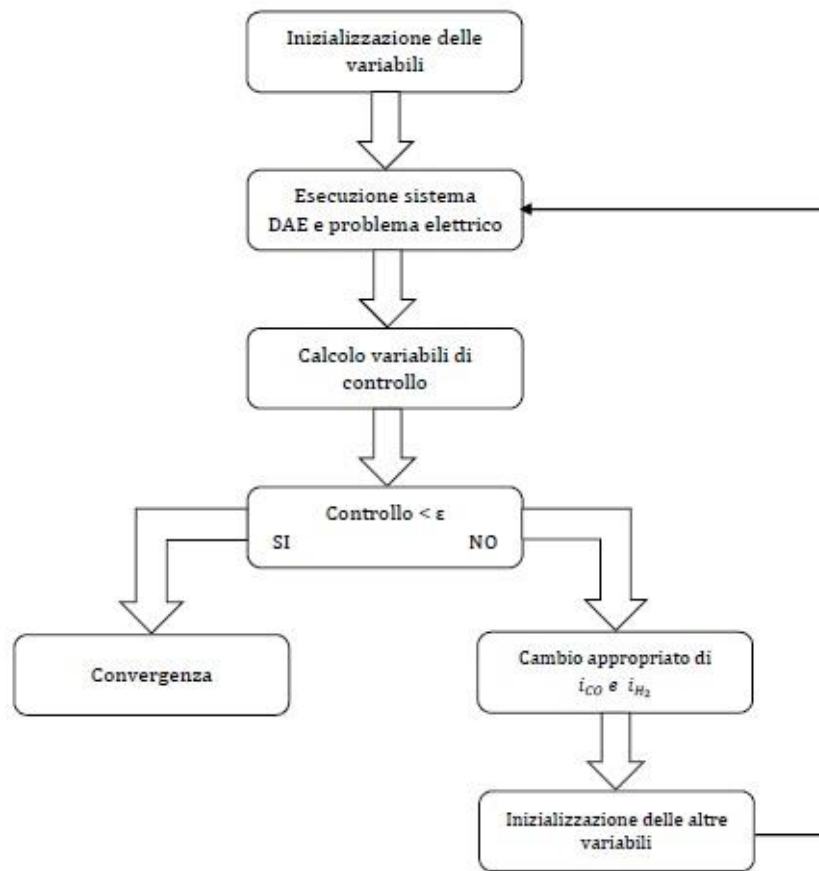 Inizializzazione delle
variabili
Esecuzione sistema
DAE e problema elettrico
Calcolo variabili di
controllo
Controllo < ε
SI NO
Convergenza
Cambio appropriato di
i_CO e i_H₂
Inizializzazione delle altre
variabili